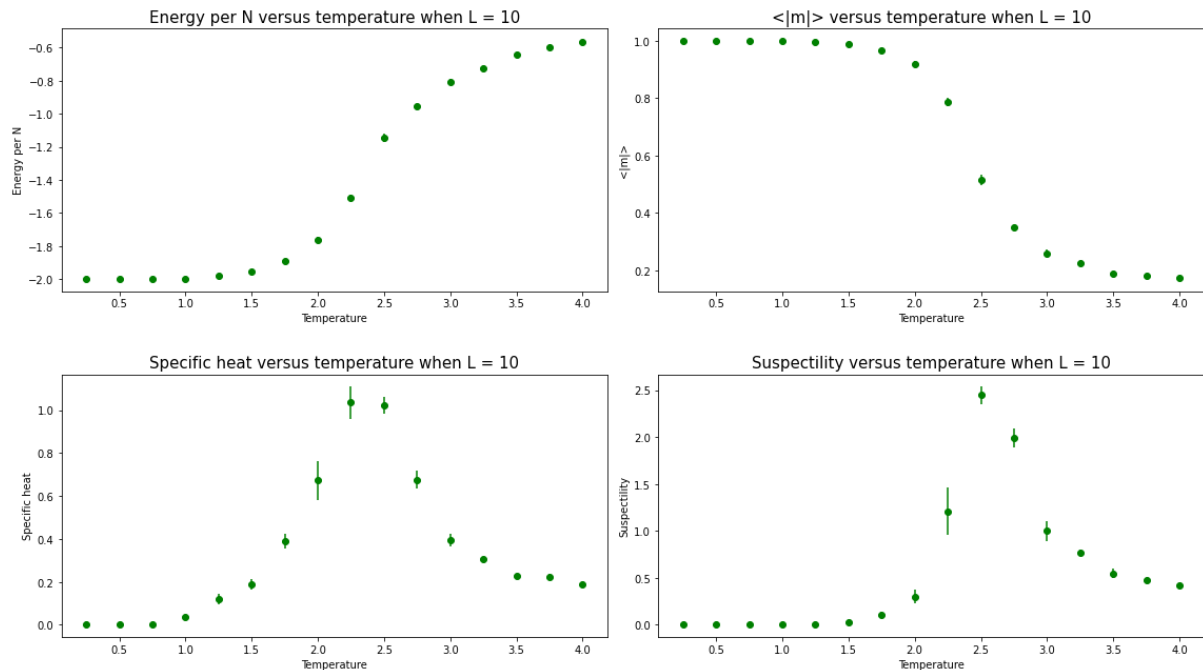 Energy per N versus temperature when L = 10
−0.6
−0.8
−1.0
−1.2
−1.4
−1.6
−1.8
−2.0
Energy per N
0.5 1.0 1.5 2.0 2.5 3.0 3.5 4.0
Temperature
<|m|> versus temperature when L = 10
1.0
0.8
0.6
0.4
0.2
<|m|>
0.5 1.0 1.5 2.0 2.5 3.0 3.5 4.0
Temperature
Specific heat versus temperature when L = 10
1.0
0.8
0.6
0.4
0.2
0.0
Specific heat
0.5 1.0 1.5 2.0 2.5 3.0 3.5 4.0
Temperature
Suspectility versus temperature when L = 10
2.5
2.0
1.5
1.0
0.5
0.0
Suspectility
0.5 1.0 1.5 2.0 2.5 3.0 3.5 4.0
Temperature